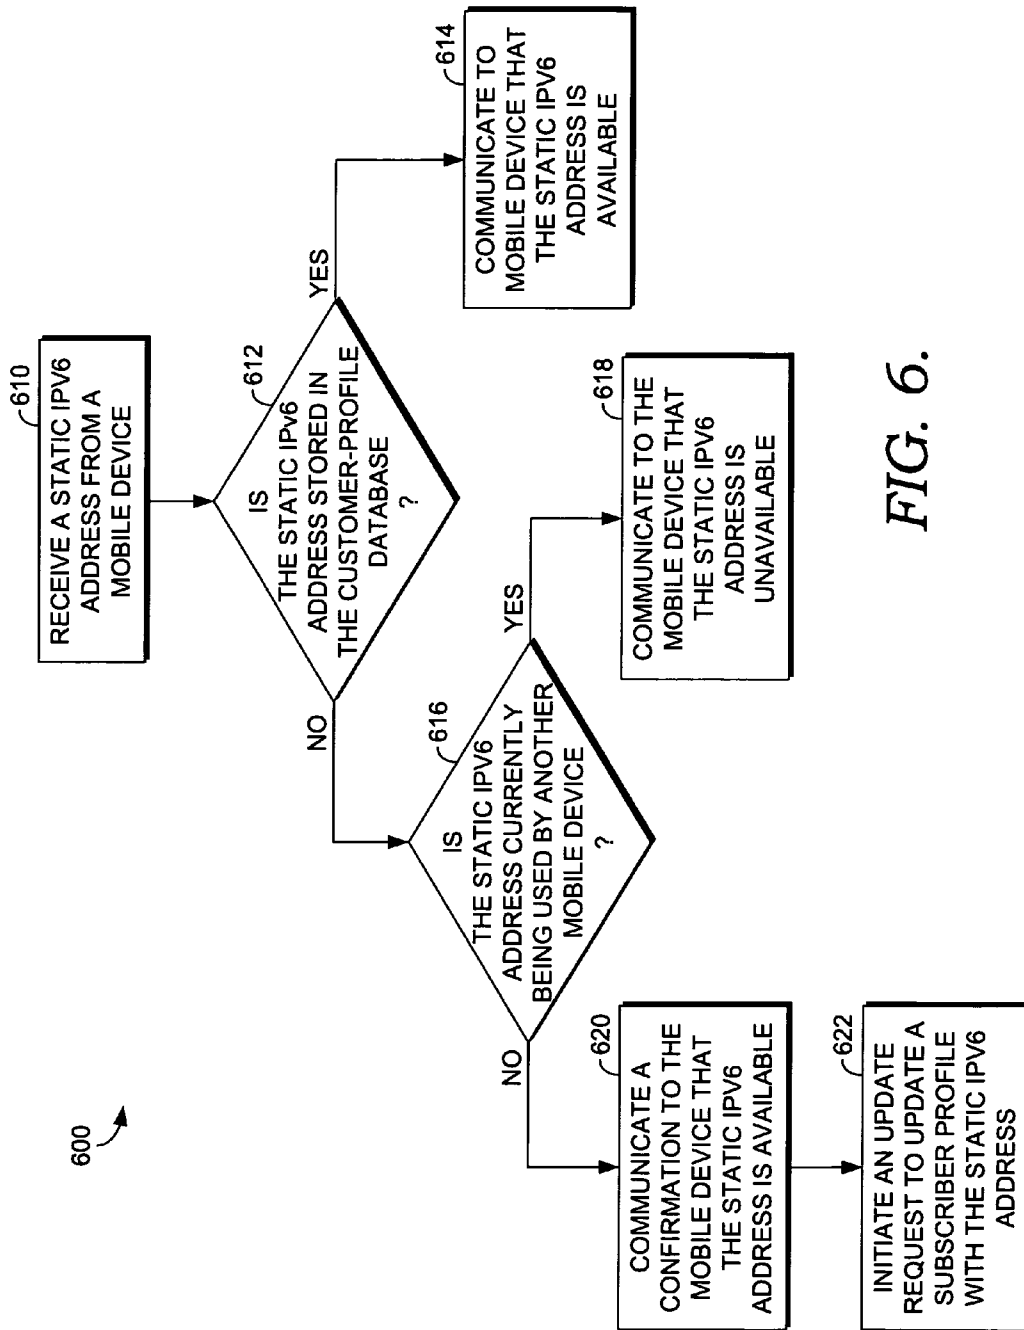 600
610
RECEIVE A STATIC IPV6
ADDRESS FROM A
MOBILE DEVICE
612
IS
THE STATIC IPv6
ADDRESS STORED IN
THE CUSTOMER-PROFILE
DATABASE
?
YES
NO
614
COMMUNICATE TO
MOBILE DEVICE THAT
THE STATIC IPV6
ADDRESS IS
AVAILABLE
616
IS
THE STATIC IPV6
ADDRESS CURRENTLY
BEING USED BY ANOTHER
MOBILE DEVICE
?
YES
NO
618
COMMUNICATE TO THE
MOBILE DEVICE THAT
THE STATIC IPV6
ADDRESS IS
UNAVAILABLE
620
COMMUNICATE A
CONFIRMATION TO THE
MOBILE DEVICE THAT
THE STATIC IPV6
ADDRESS IS AVAILABLE
622
INITIATE AN UPDATE
REQUEST TO UPDATE A
SUBSCRIBER PROFILE
WITH THE STATIC IPV6
ADDRESS
FIG. 6.